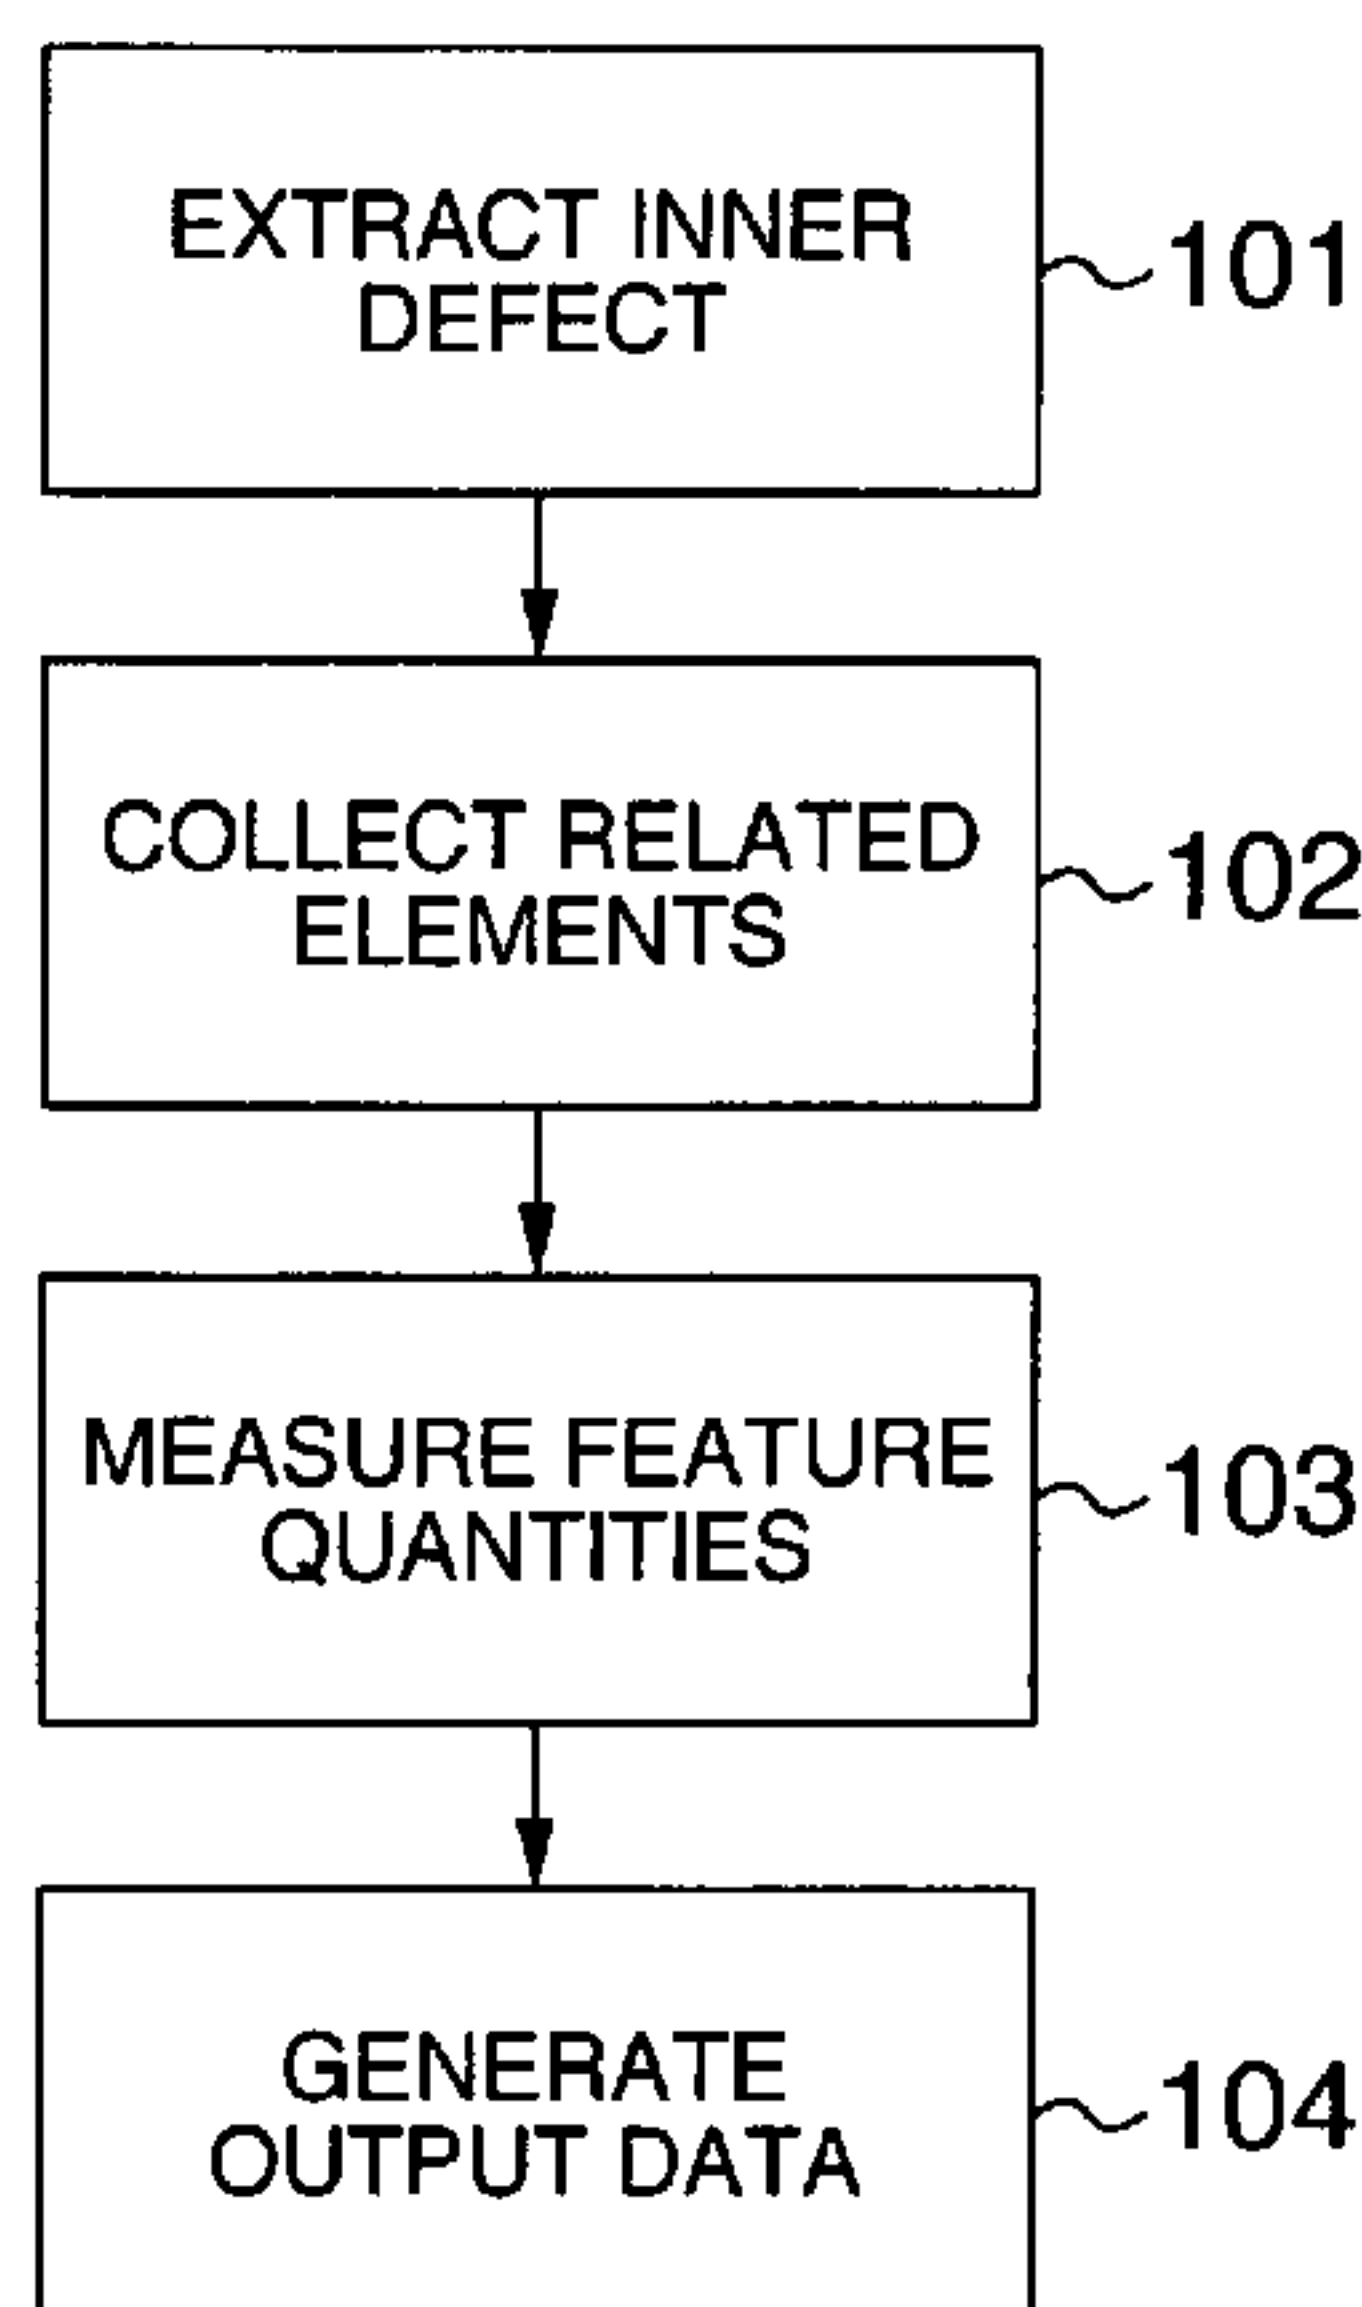 EXTRACT INNER
DEFECT
101
COLLECT RELATED
ELEMENTS
102
MEASURE FEATURE
QUANTITIES
103
GENERATE
OUTPUT DATA
104